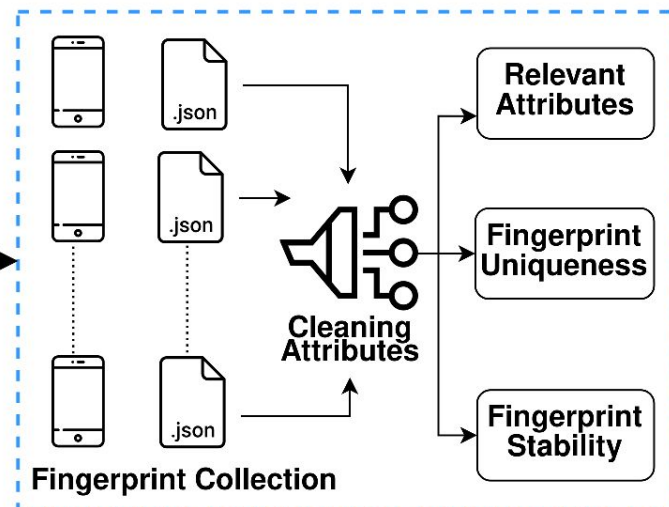 .json
.json
.json
Fingerprint Collection
Cleaning
Attributes
Relevant
Attributes
Fingerprint
Uniqueness
Fingerprint
Stability